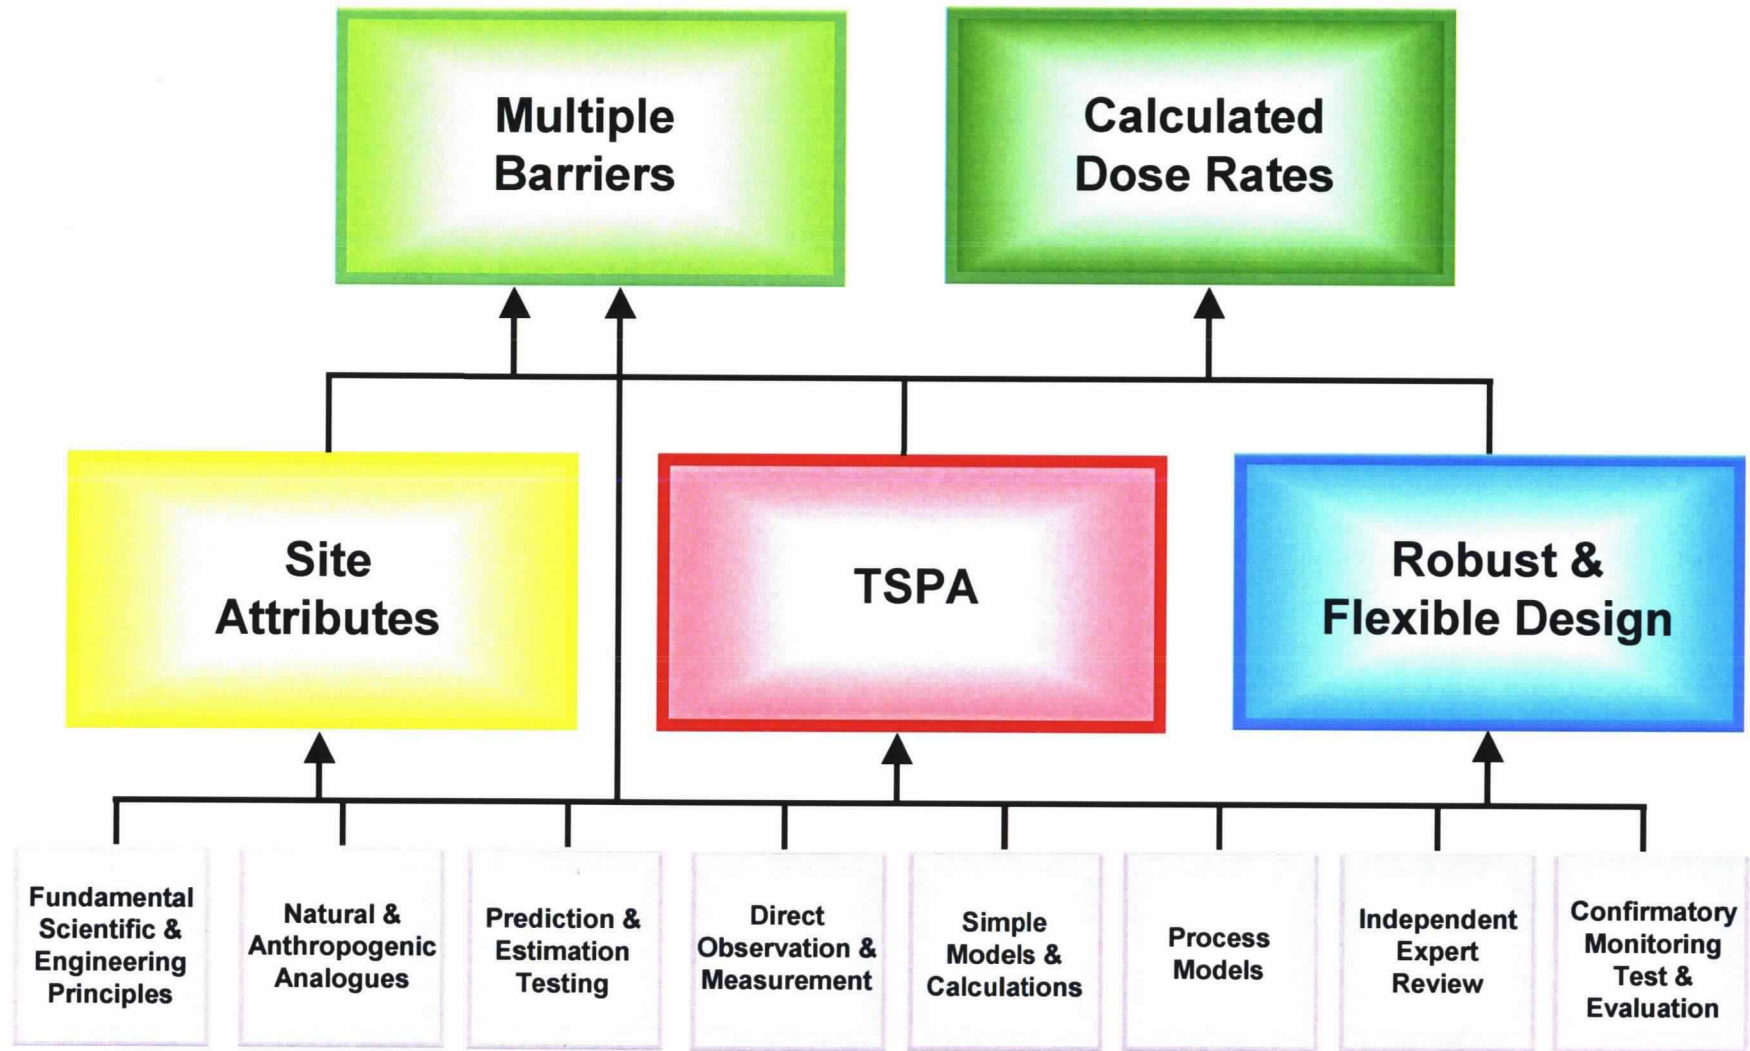 Multiple
Barriers
Calculated
Dose Rates
Site
Attributes
TSPA
Robust &
Flexible Design
Fundamental
Scientific &
Engineering
Principles
Natural &
Anthropogenic
Analogues
Prediction &
Estimation
Testing
Direct
Observation &
Measurement
Simple
Models &
Calculations
Process
Models
Independent
Expert
Review
Confirmatory
Monitoring
Test &
Evaluation